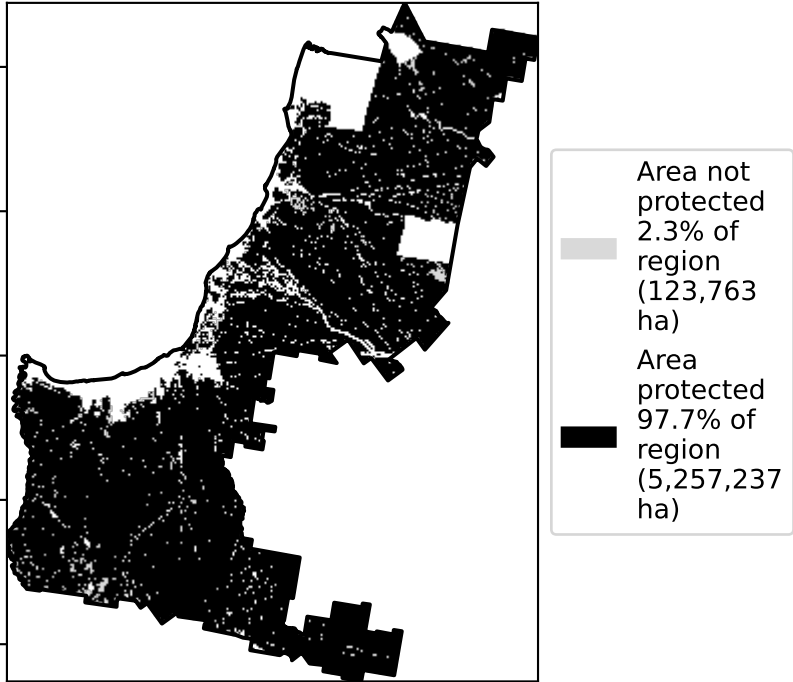 Area not
protected
2.3% of
region
(123,763
ha)
Area
protected
97.7% of
region
(5,257,237
ha)